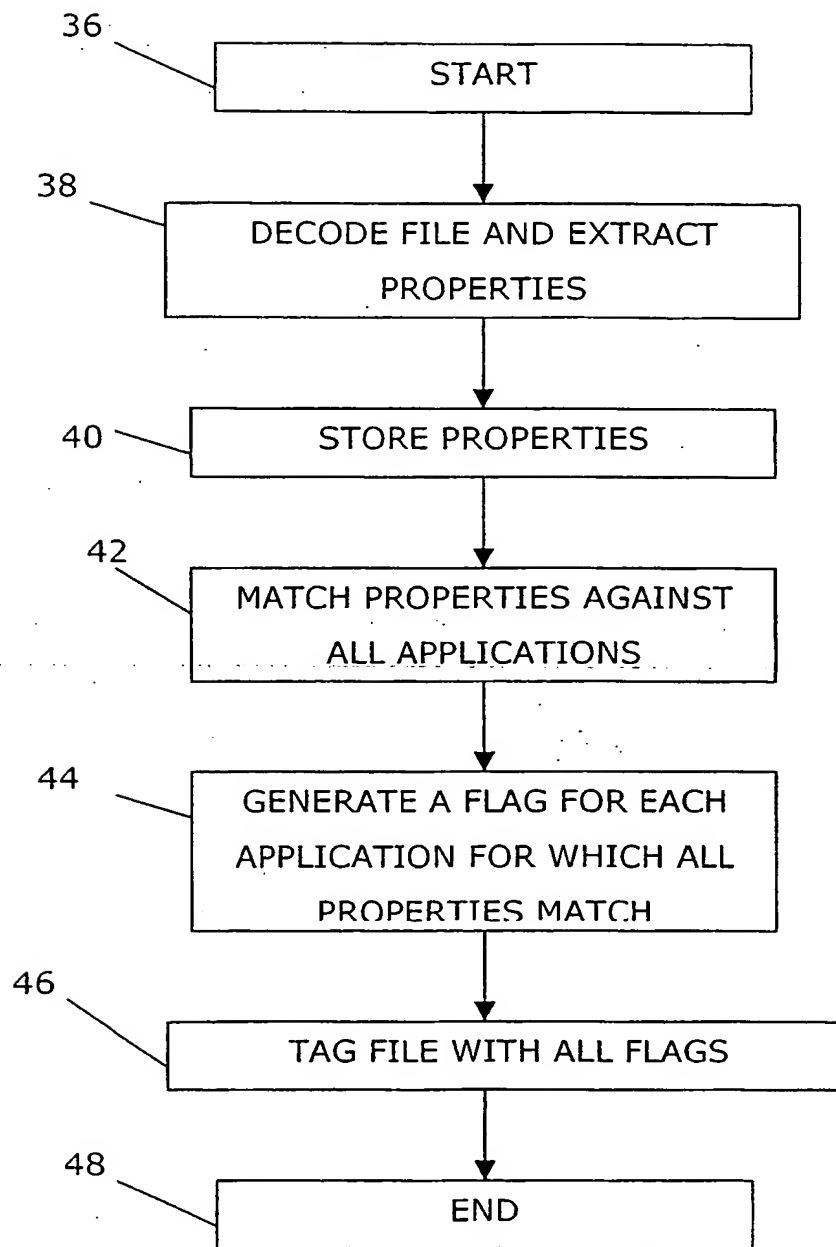 36
START
38
DECODE FILE AND EXTRACT
PROPERTIES
40
STORE PROPERTIES
42
MATCH PROPERTIES AGAINST
ALL APPLICATIONS
44
GENERATE A FLAG FOR EACH
APPLICATION FOR WHICH ALL
PROPERTIES MATCH
46
TAG FILE WITH ALL FLAGS
48
END